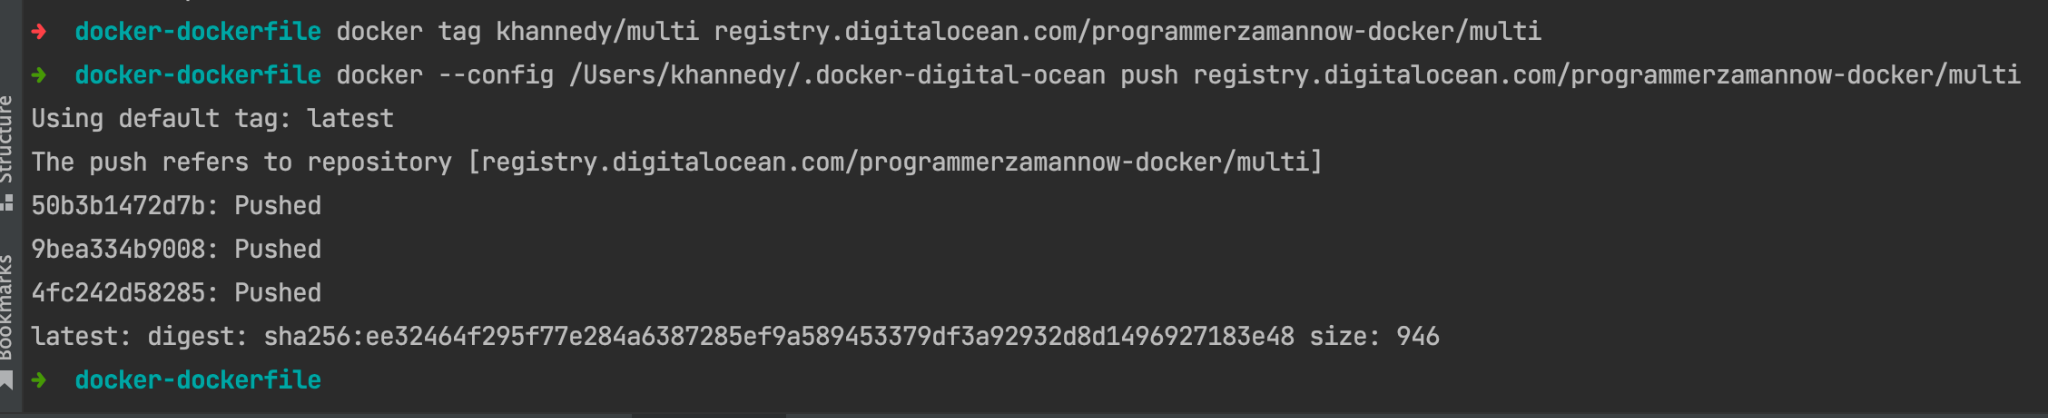 ➜ docker-dockerfile docker tag khannedy/multi registry.digitalocean.com/programmerzamannow-docker/multi
➜ docker-dockerfile docker --config /Users/khannedy/.docker-digital-ocean push registry.digitalocean.com/programmerzamannow-docker/multi
Using default tag: latest
The push refers to repository [registry.digitalocean.com/programmerzamannow-docker/multi]
50b3b1472d7b: Pushed
9bea334b9008: Pushed
4fc242d58285: Pushed
latest: digest: sha256:ee32464f295f77e284a6387285ef9a589453379df3a92932d8d1496927183e48 size: 946
➜ docker-dockerfile
Structure
Bookmarks